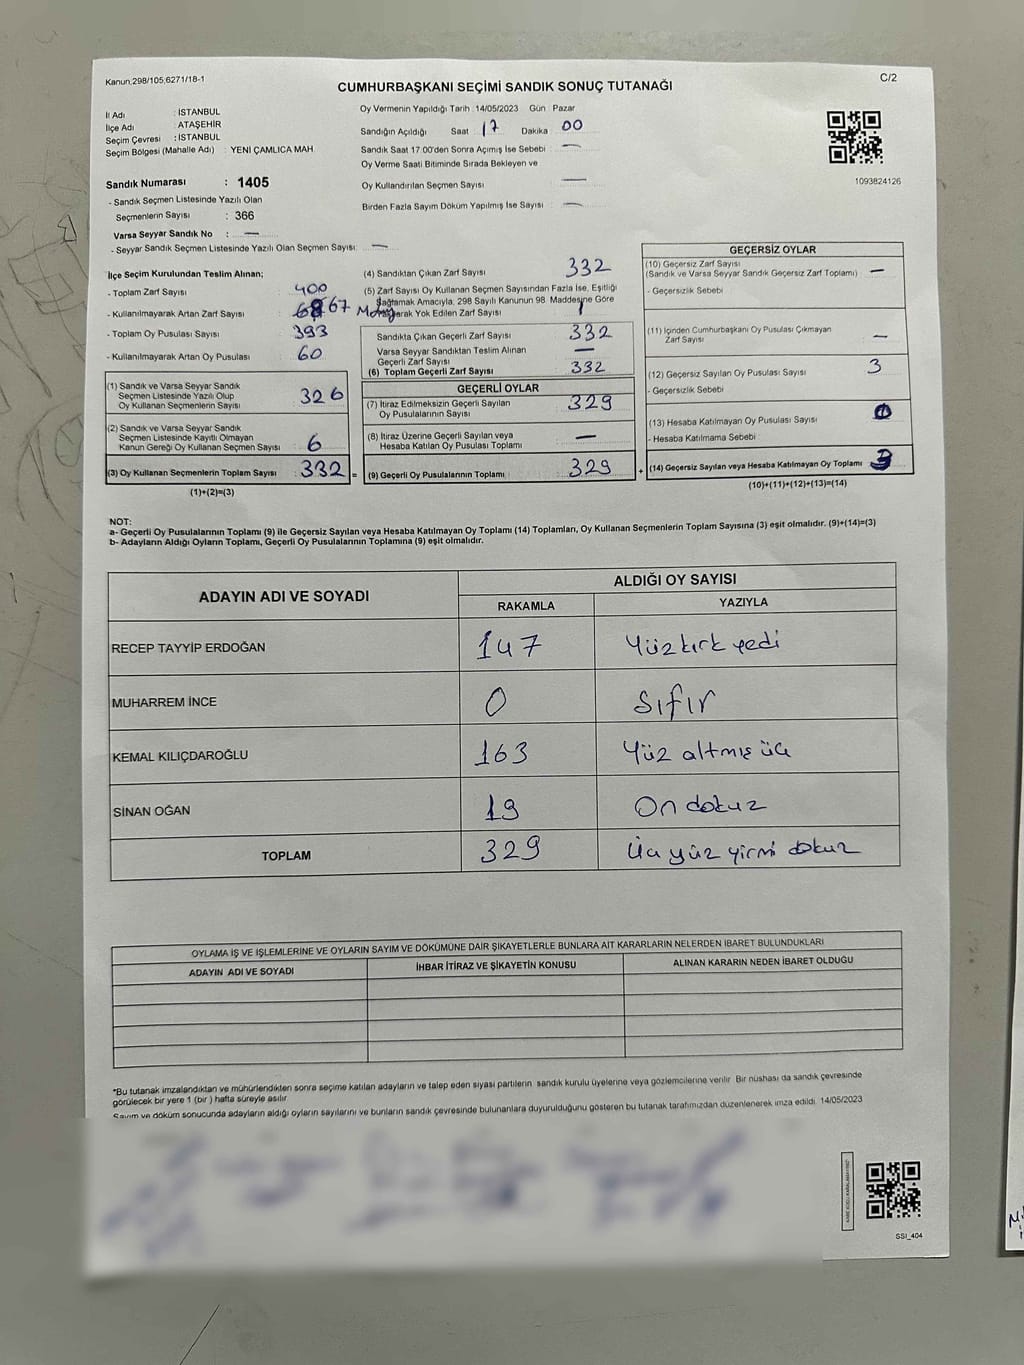 Kanun:298/105;6271/18-1
C/2
CUMHURBAŞKANI SEÇİMİ SANDIK SONUÇ TUTANAĞI
İl Adı : İSTANBUL
İlçe Adı : ATAŞEHİR
Seçim Çevresi : İSTANBUL
Seçim Bölgesi (Mahalle Adı) : YENİ ÇAMLICA MAH.
Sandık Numarası : 1405
- Sandık Seçmen Listesinde Yazılı Olan
Seçmenlerin Sayısı : 366
Varsa Seyyar Sandık No : —
- Seyyar Sandık Seçmen Listesinde Yazılı Olan Seçmen Sayısı: —
Oy Vermenin Yapıldığı Tarih : 14/05/2023 Gün : Pazar
Sandığın Açıldığı Saat : 17 Dakika : 00
Sandık Saat 17.00'den Sonra Açımış İse Sebebi : —
Oy Verme Saati Bitiminde Sırada Bekleyen ve
Oy Kullandırılan Seçmen Sayısı : —
Birden Fazla Sayım Döküm Yapılmış İse Sayısı : —
1093824126
İlçe Seçim Kurulundan Teslim Alınan;
- Toplam Zarf Sayısı : 400
- Kullanılmayarak Artan Zarf Sayısı : 67
- Toplam Oy Pusulası Sayısı : 393
- Kullanılmayarak Artan Oy Pusulası : 60
(1) Sandık ve Varsa Seyyar Sandık
Seçmen Listesinde Yazılı Olup
Oy Kullanan Seçmenlerin Sayısı 326
(2) Sandık ve Varsa Seyyar Sandık
Seçmen Listesinde Kayıtlı Olmayan
Kanun Gereği Oy Kullanan Seçmen Sayısı 6
(3) Oy Kullanan Seçmenlerin Toplam Sayısı 332 =
(1)+(2)=(3)
(4) Sandıktan Çıkan Zarf Sayısı 332
(5) Zarf Sayısı Oy Kullanan Seçmen Sayısından Fazla İse, Eşitliği
Sağlamak Amacıyla, 298 Sayılı Kanunun 98. Maddesine Göre
Yok Edilen Zarf Sayısı 1
Sandıkta Çıkan Geçerli Zarf Sayısı 332
Varsa Seyyar Sandıktan Teslim Alınan
Geçerli Zarf Sayısı —
(6) Toplam Geçerli Zarf Sayısı 332
GEÇERLİ OYLAR
(7) İtiraz Edilmeksizin Geçerli Sayılan
Oy Pusulalarının Sayısı 329
(8) İtiraz Üzerine Geçerli Sayılan veya
Hesaba Katılan Oy Pusulası Toplamı —
(9) Geçerli Oy Pusulalarının Toplamı 329 +
GEÇERSİZ OYLAR
(10) Geçersiz Zarf Sayısı
(Sandık ve Varsa Seyyar Sandık Geçersiz Zarf Toplamı) —
- Geçersizlik Sebebi
(11) İçinden Cumhurbaşkanı Oy Pusulası Çıkmayan
Zarf Sayısı —
(12) Geçersiz Sayılan Oy Pusulası Sayısı 3
- Geçersizlik Sebebi
(13) Hesaba Katılmayan Oy Pusulası Sayısı
- Hesaba Katılmama Sebebi
(14) Geçersiz Sayılan veya Hesaba Katılmayan Oy Toplamı 3
(10)+(11)+(12)+(13)=(14)
NOT:
a- Geçerli Oy Pusulalarının Toplamı (9) ile Geçersiz Sayılan veya Hesaba Katılmayan Oy Toplamı (14) Toplamları, Oy Kullanan Seçmenlerin Toplam Sayısına (3) eşit olmalıdır. (9)+(14)=(3)
b- Adayların Aldığı Oyların Toplamı, Geçerli Oy Pusulalarının Toplamına (9) eşit olmalıdır.
ADAYIN ADI VE SOYADI
ALDIĞI OY SAYISI
RAKAMLA YAZIYLA
RECEP TAYYİP ERDOĞAN 147 Yüz kırk yedi
MUHARREM İNCE 0 Sıfır
KEMAL KILIÇDAROĞLU 163 Yüz altmış üç
SİNAN OĞAN 19 On dokuz
TOPLAM 329 Üç yüz yirmi dokuz
OYLAMA İŞ VE İŞLEMLERİNE VE OYLARIN SAYIM VE DÖKÜMÜNE DAİR ŞİKAYETLERLE BUNLARA AİT KARARLARIN NELERDEN İBARET BULUNDUKLARI
ADAYIN ADI VE SOYADI İHBAR İTİRAZ VE ŞİKAYETİN KONUSU ALINAN KARARIN NEDEN İBARET OLDUĞU
*Bu tutanak imzalandıktan ve mühürlendikten sonra seçime katılan adayların ve talep eden siyasi partilerin sandık kurulu üyelerine veya gözlemcilerine verilir. Bir nüshası da sandık çevresinde
görülecek bir yere 1 (bir ) hafta süreyle asılır.
Sayım ve döküm sonucunda adayların aldığı oyların sayılarını ve bunların sandık çevresinde bulunanlara duyurulduğunu gösteren bu tutanak tarafımızdan düzenlenerek imza edildi. 14/05/2023
SSI_404